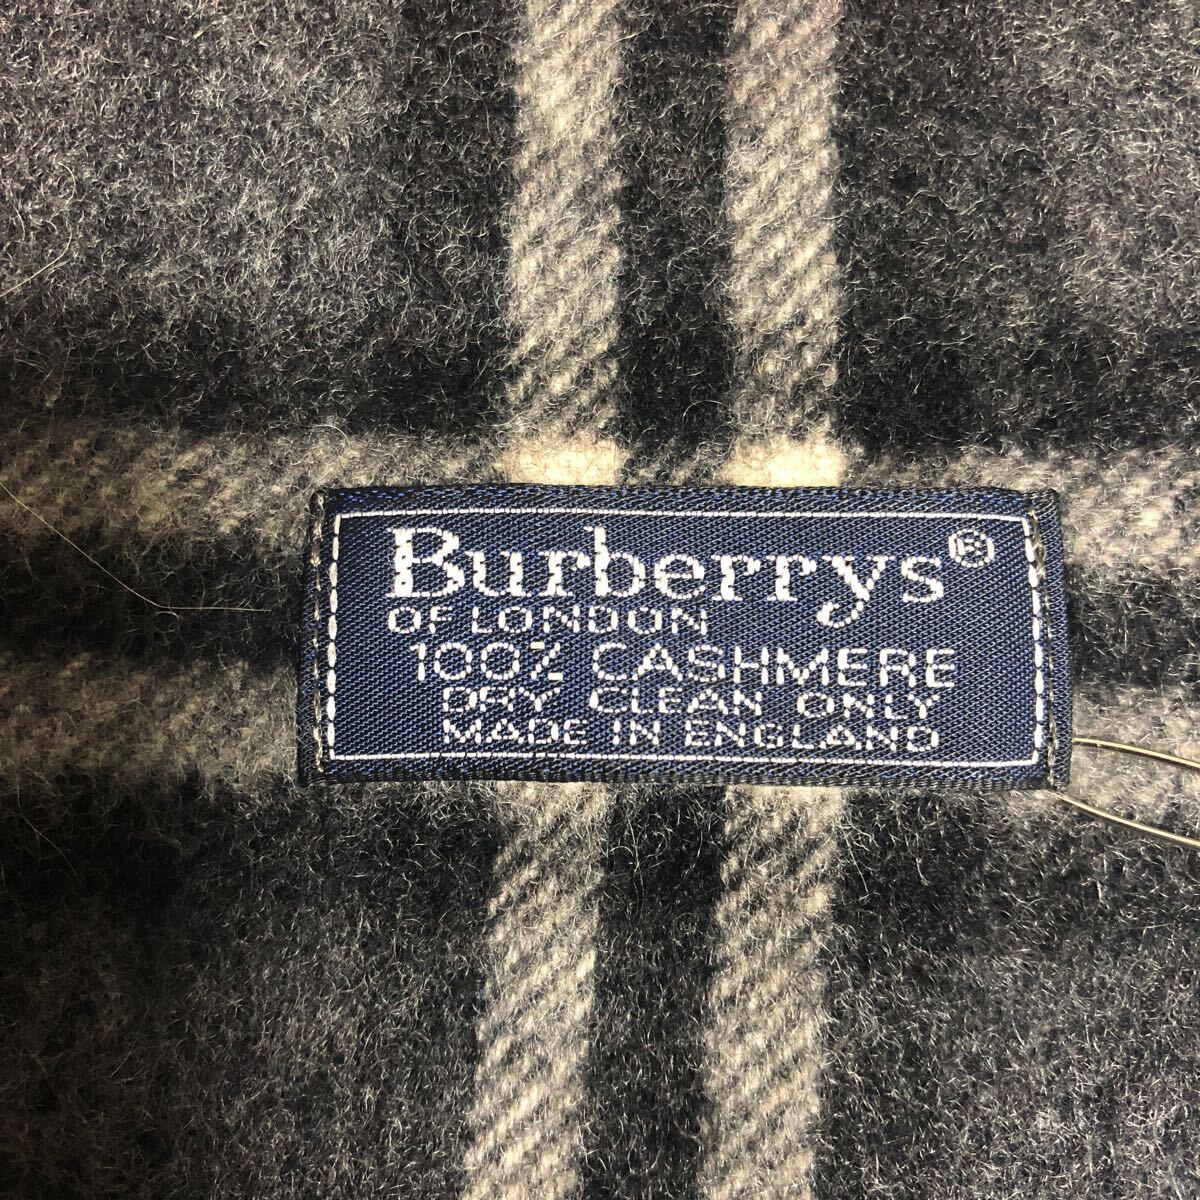 Burberrys®
OF LONDON
100% CASHMERE
DRY CLEAN ONLY
MADE IN ENGLAND